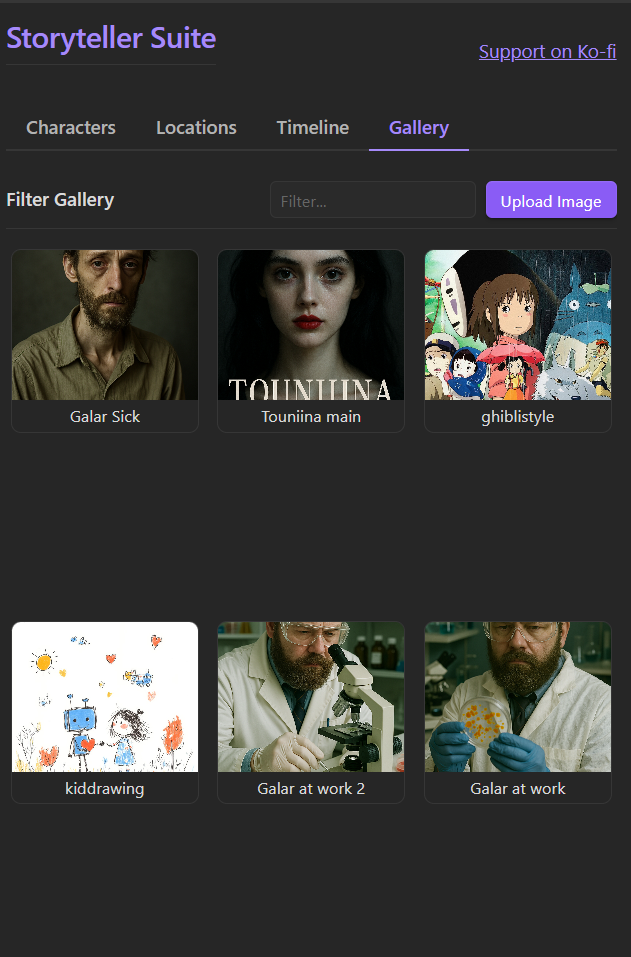 Storyteller Suite
Support on Ko-fi
Characters Locations Timeline Gallery
Filter Gallery Filter... Upload Image
TOUNIINA
Galar Sick Touniina main ghiblistyle
kiddrawing Galar at work 2 Galar at work